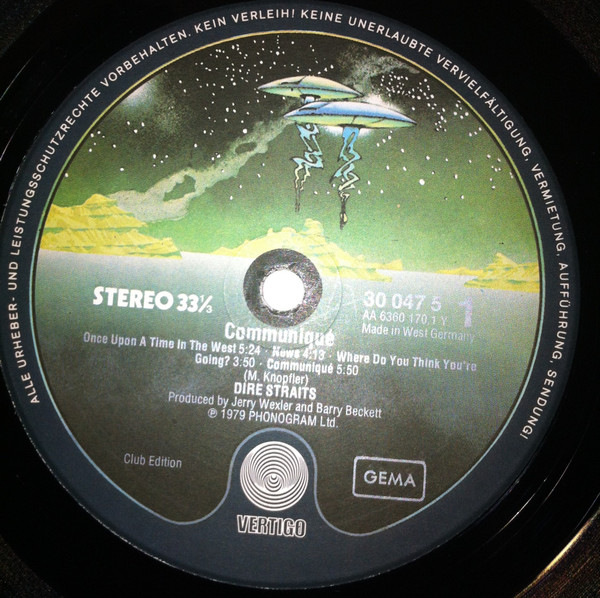 ALLE URHEBER- UND LEISTUNGSSCHUTZRECHTE VORBEHALTEN. KEIN VERLEIH! KEINE UNERLAUBTE VERVIELFÄLTIGUNG, VERMIETUNG, AUFFÜHRUNG, SENDUNG!
STEREO 33⅓
30 047 5 1
AA 6360 170.1 Y
Made in West Germany
Communiqué
Once Upon A Time In The West 5:24 · News 4:13 · Where Do You Think You're
Going? 3:50 · Communiqué 5:50
(M. Knopfler)
DIRE STRAITS
Produced by Jerry Wexler and Barry Beckett
℗ 1979 PHONOGRAM Ltd.
Club Edition
GEMA
VERTIGO